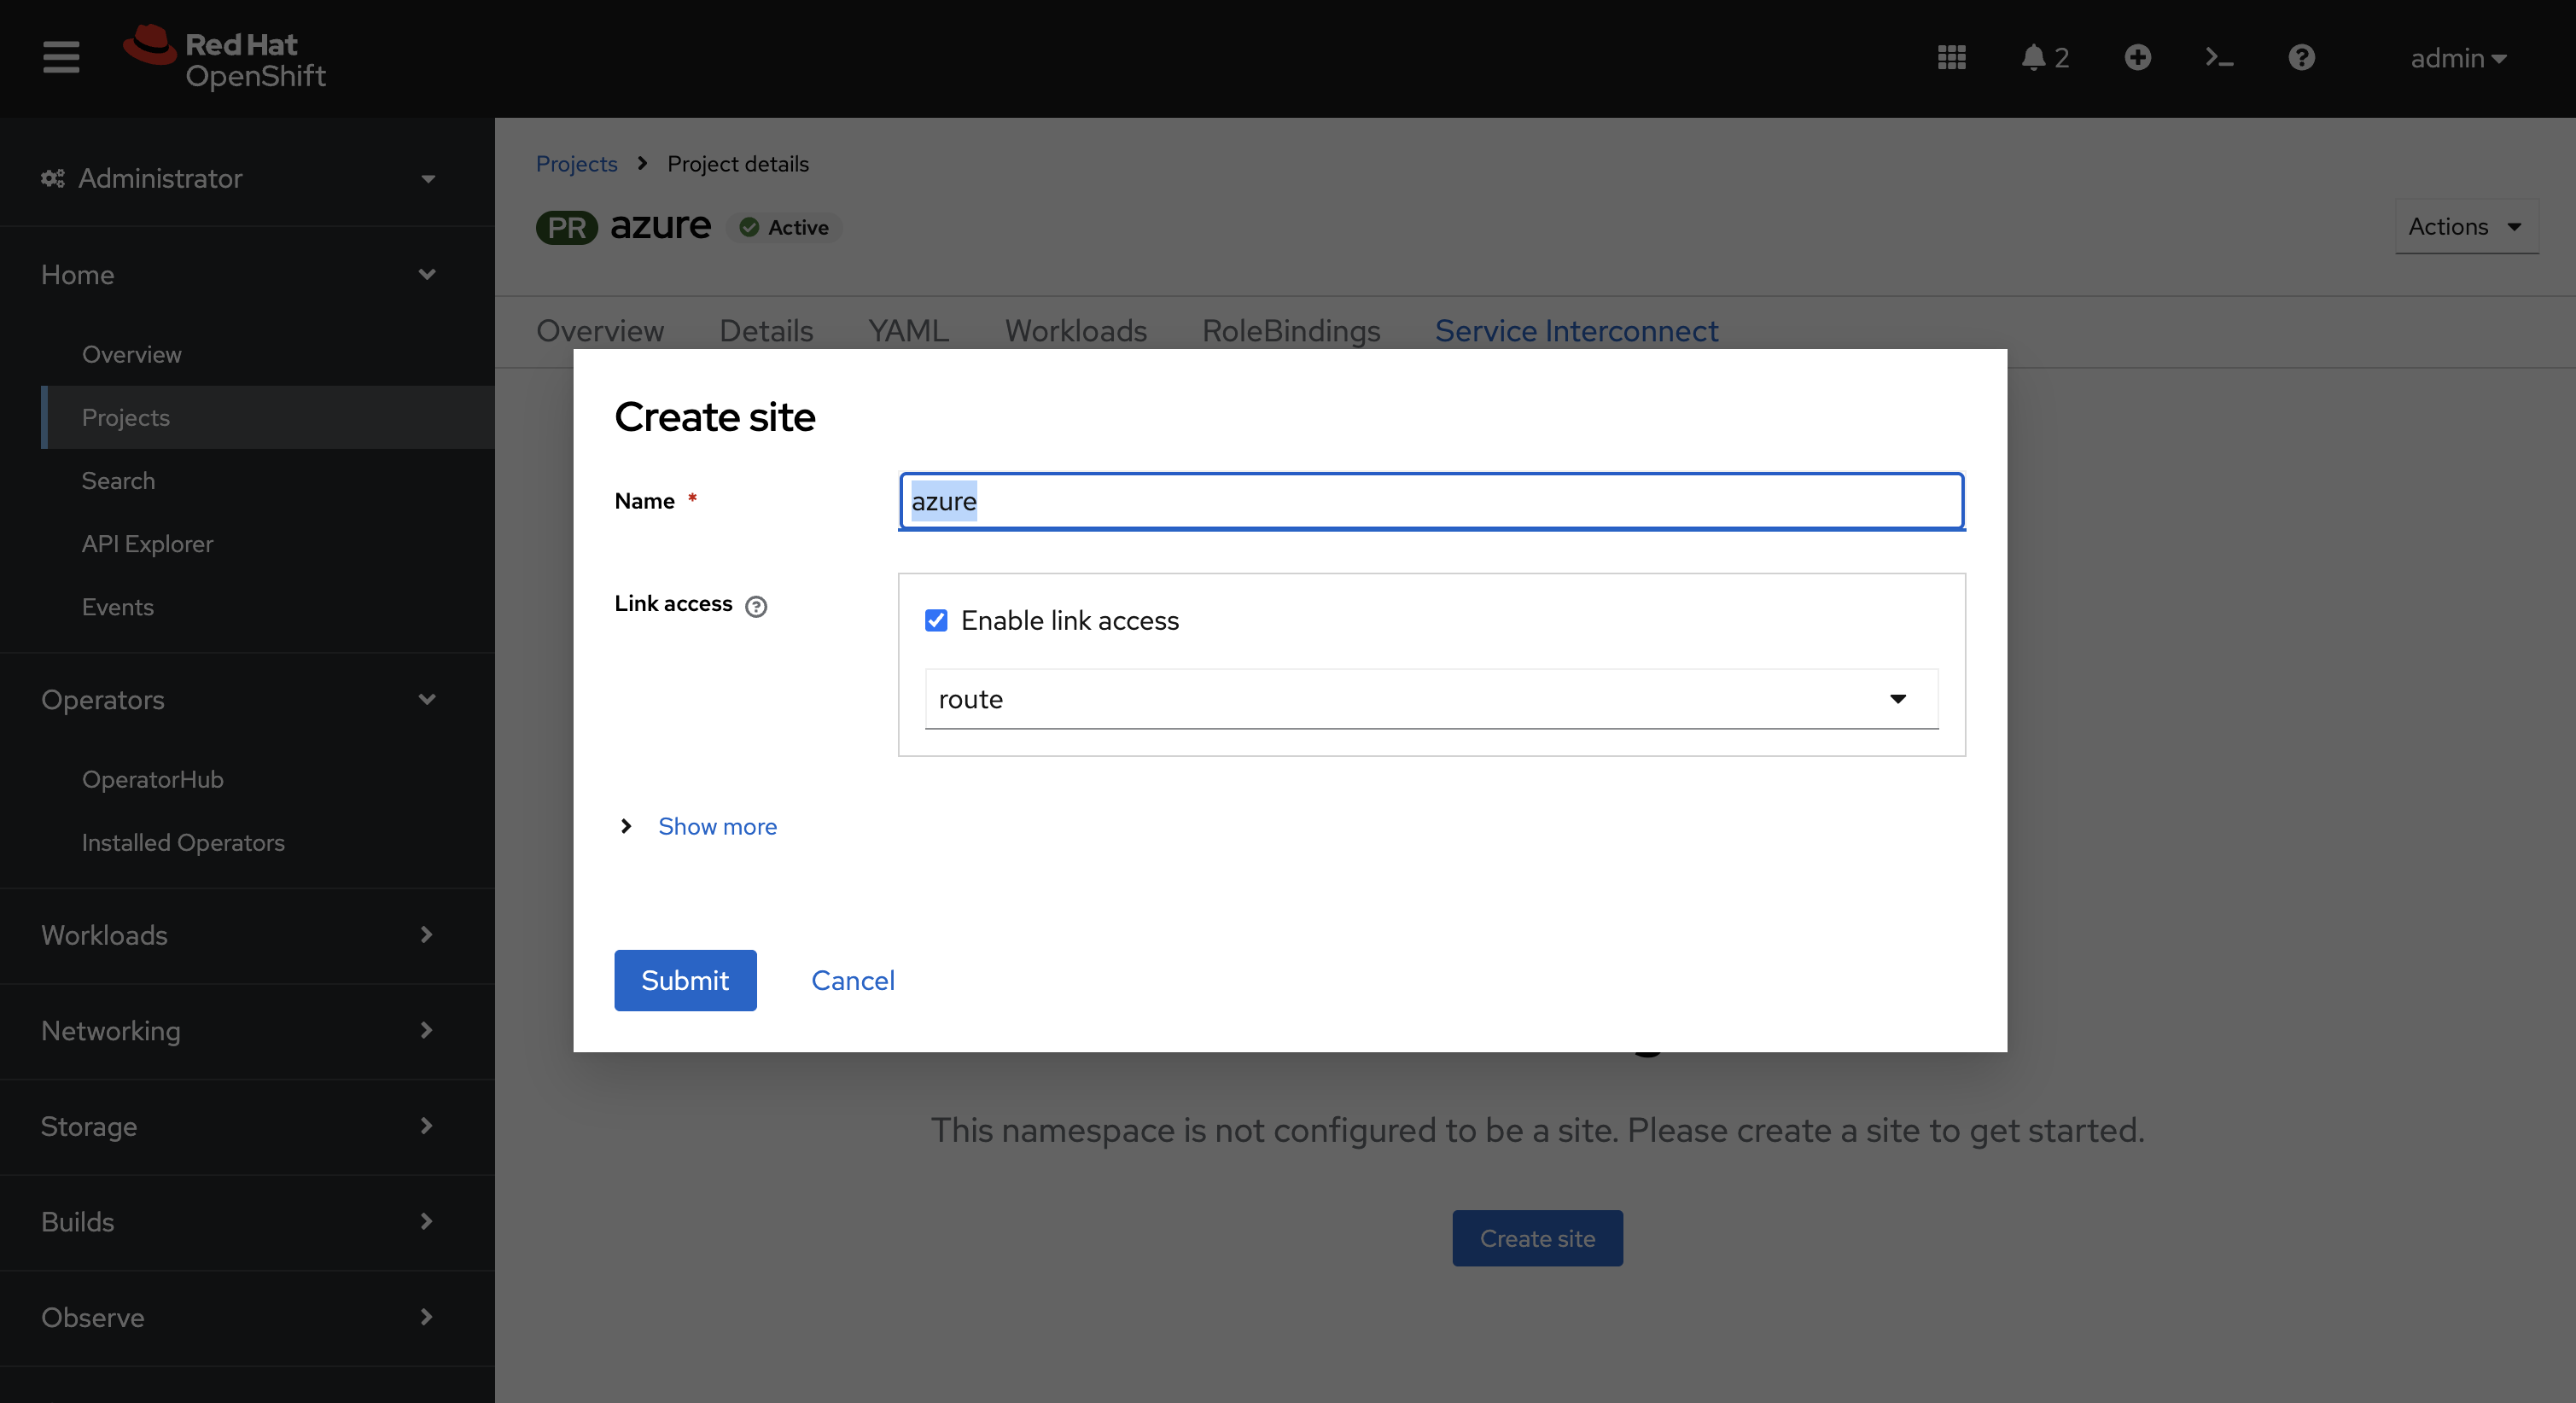 Red Hat
OpenShift
2
admin
Administrator
Home
Overview
Projects
Search
API Explorer
Events
Operators
OperatorHub
Installed Operators
Workloads
Networking
Storage
Builds
Observe
Projects > Project details
PR azure Active
Actions
Overview Details YAML Workloads RoleBindings Service Interconnect
Create site
Name *
azure
Link access
Enable link access
route
Show more
Submit Cancel
This namespace is not configured to be a site. Please create a site to get started.
Create site